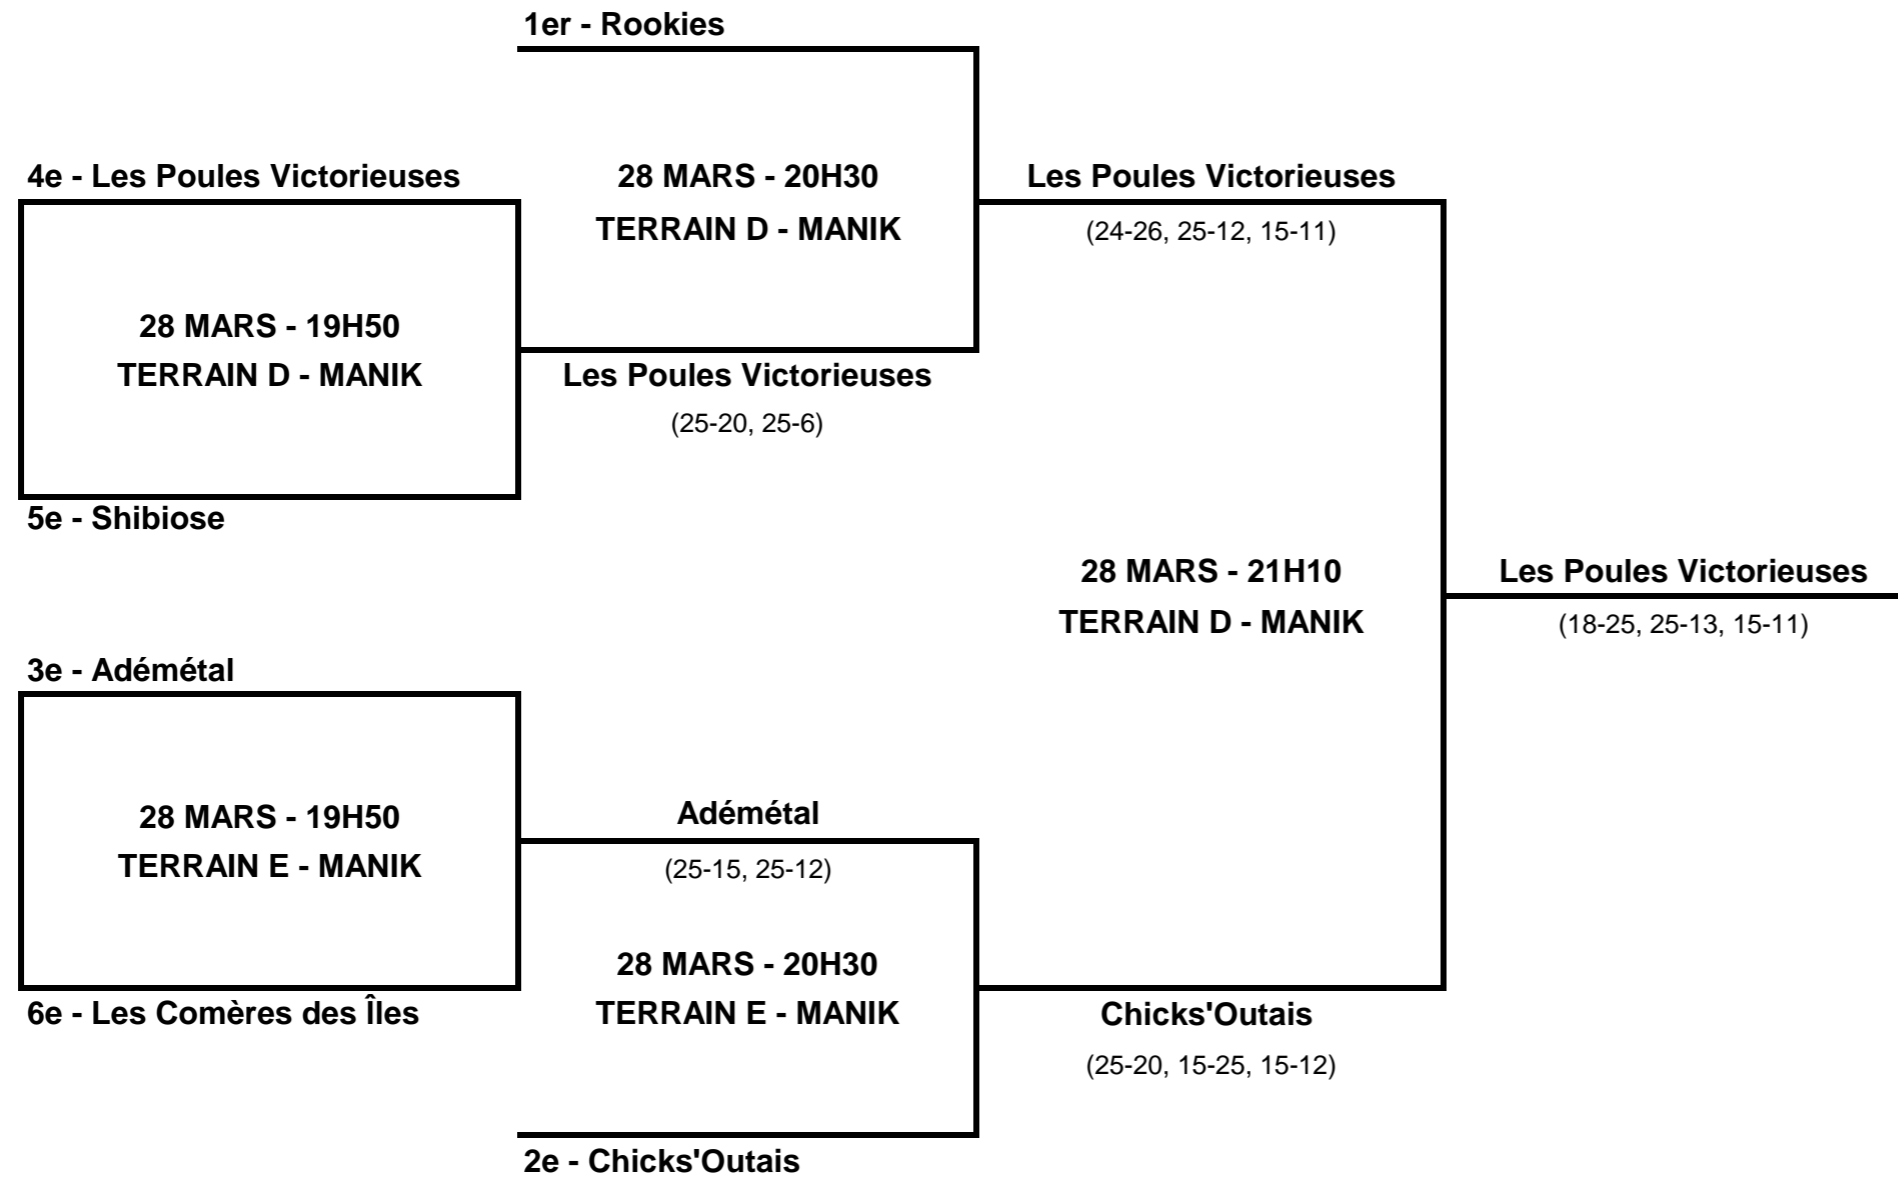 1er - Rookies
4e - Les Poules Victorieuses
28 MARS - 20H30
TERRAIN D - MANIK
Les Poules Victorieuses
(24-26, 25-12, 15-11)
28 MARS - 19H50
TERRAIN D - MANIK
Les Poules Victorieuses
(25-20, 25-6)
5e - Shibiose
28 MARS - 21H10
TERRAIN D - MANIK
Les Poules Victorieuses
(18-25, 25-13, 15-11)
3e - Adémétal
28 MARS - 19H50
TERRAIN E - MANIK
Adémétal
(25-15, 25-12)
28 MARS - 20H30
TERRAIN E - MANIK
6e - Les Comères des Îles
Chicks'Outais
(25-20, 15-25, 15-12)
2e - Chicks'Outais